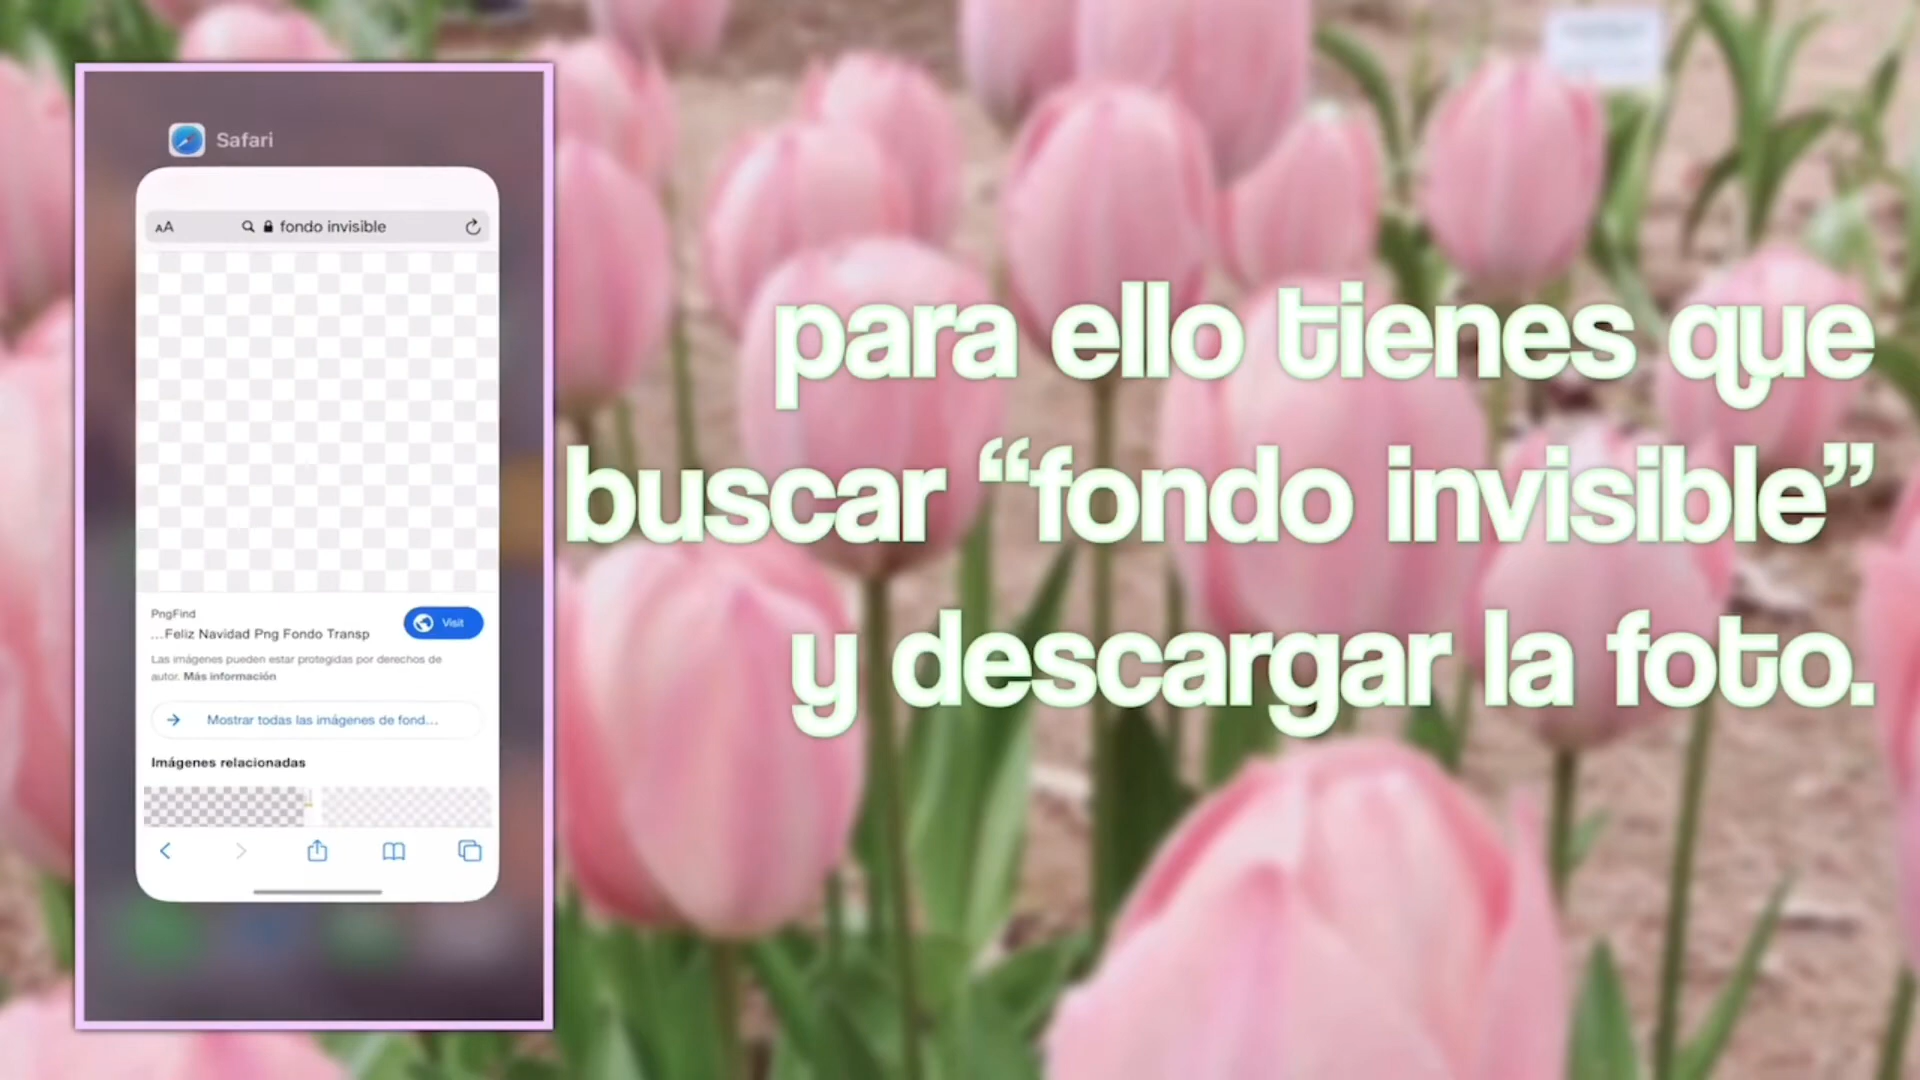 Safari
AA fondo invisible
PngFind
...Feliz Navidad Png Fondo Transp
Visit
Las imágenes pueden estar protegidas por derechos de
autor. Más información
Mostrar todas las imágenes de fond...
Imágenes relacionadas
para ello tienes que
buscar “fondo invisible”
y descargar la foto.